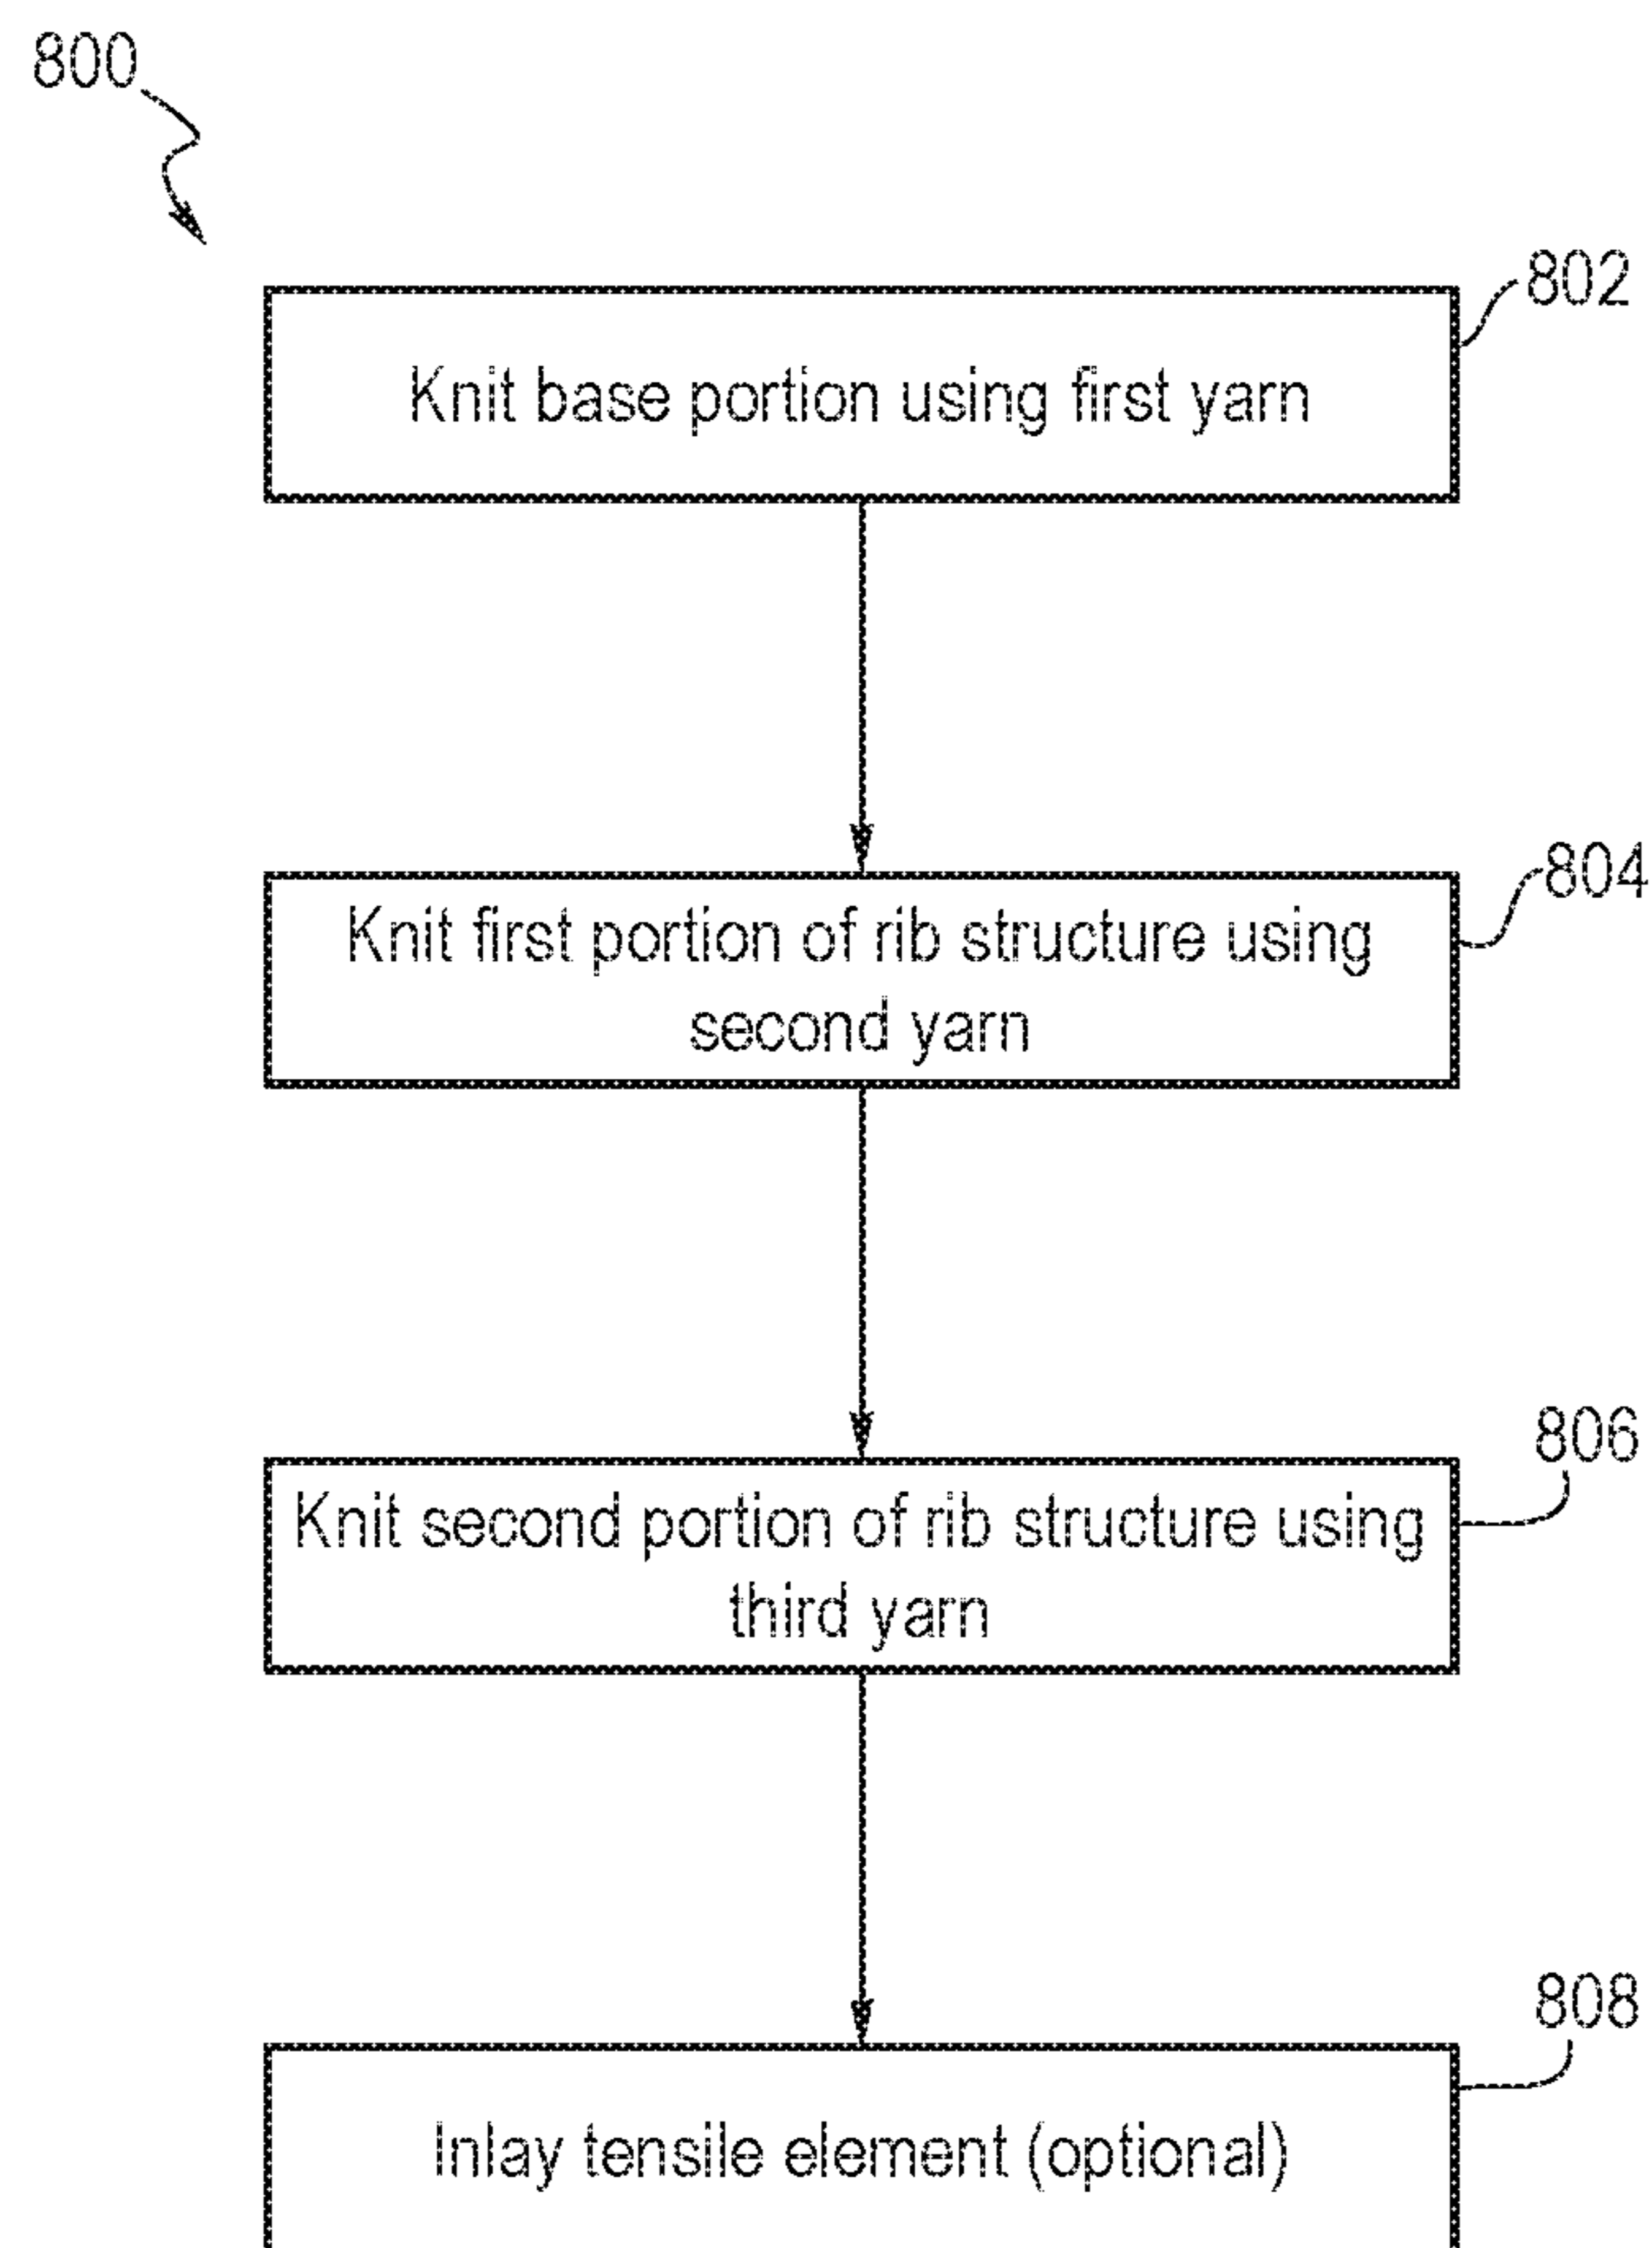 800
802
Knit base portion using first yarn
804
Knit first portion of rib structure using
second yarn
806
Knit second portion of rib structure using
third yarn
808
Inlay tensile element (optional)